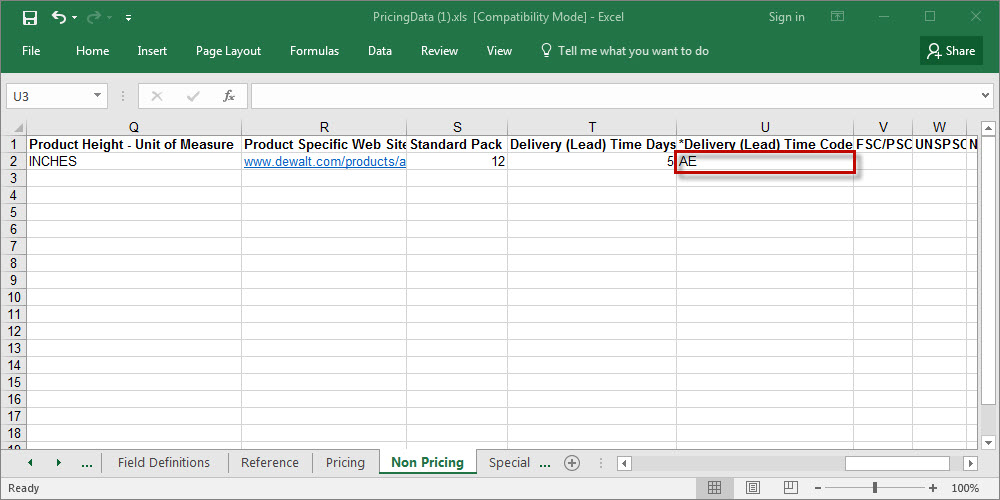 PricingData (1).xls [Compatibility Mode] - Excel
Sign in
File Home Insert Page Layout Formulas Data Review View Tell me what you want to do Share
U3 fx
Q R S T U V W
1 Product Height - Unit of Measure Product Specific Web Site Standard Pack Delivery (Lead) Time Days *Delivery (Lead) Time Code FSC/PSC UNSPSC N
2 INCHES www.dewalt.com/products/a 12 5 AE
3
4
5
6
7
8
9
10
11
12
13
14
15
16
17
18
19
... Field Definitions Reference Pricing Non Pricing Special ...
Ready 100%